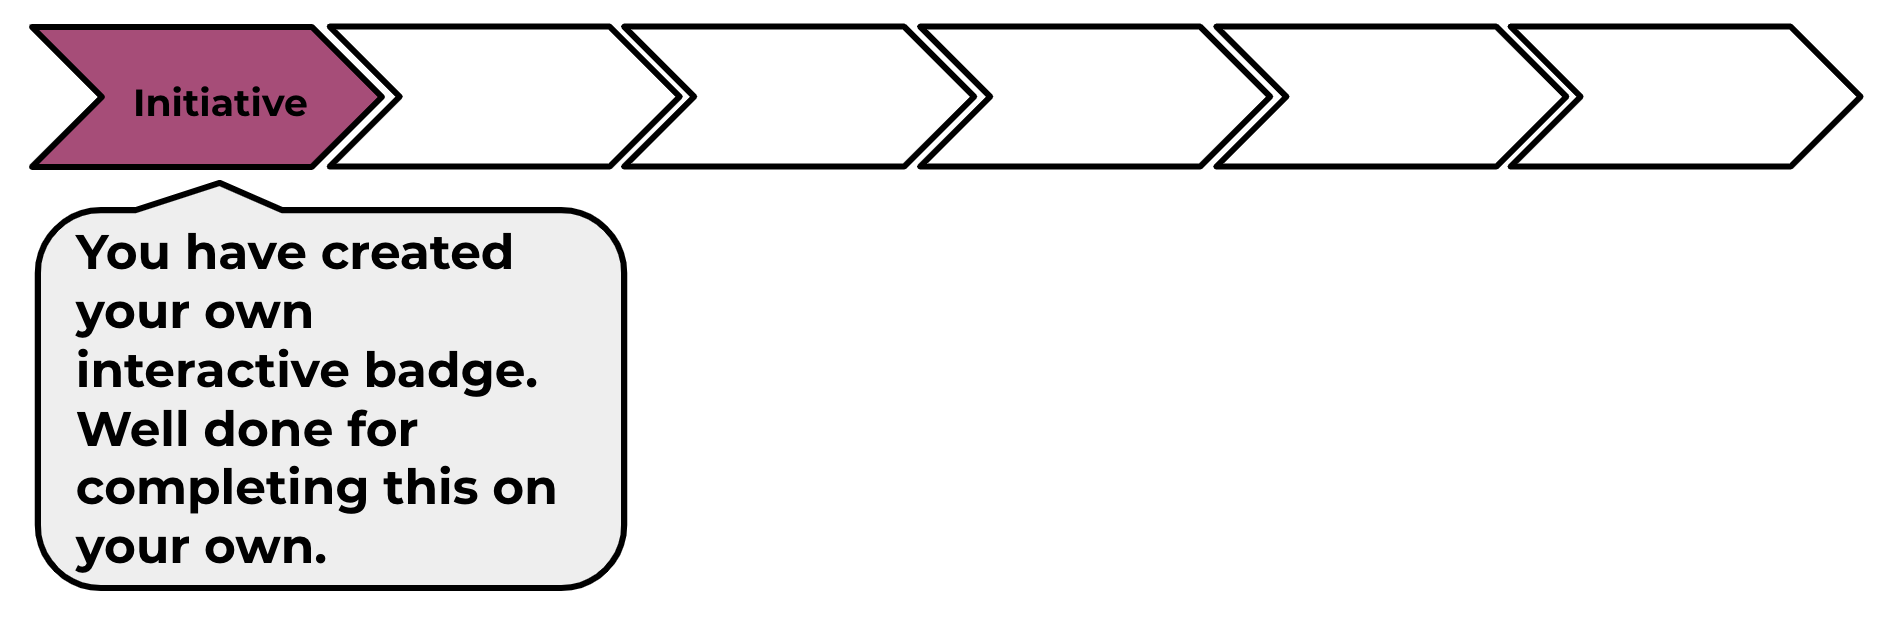 Initiative
You have created
your own
interactive badge.
Well done for
completing this on
your own.